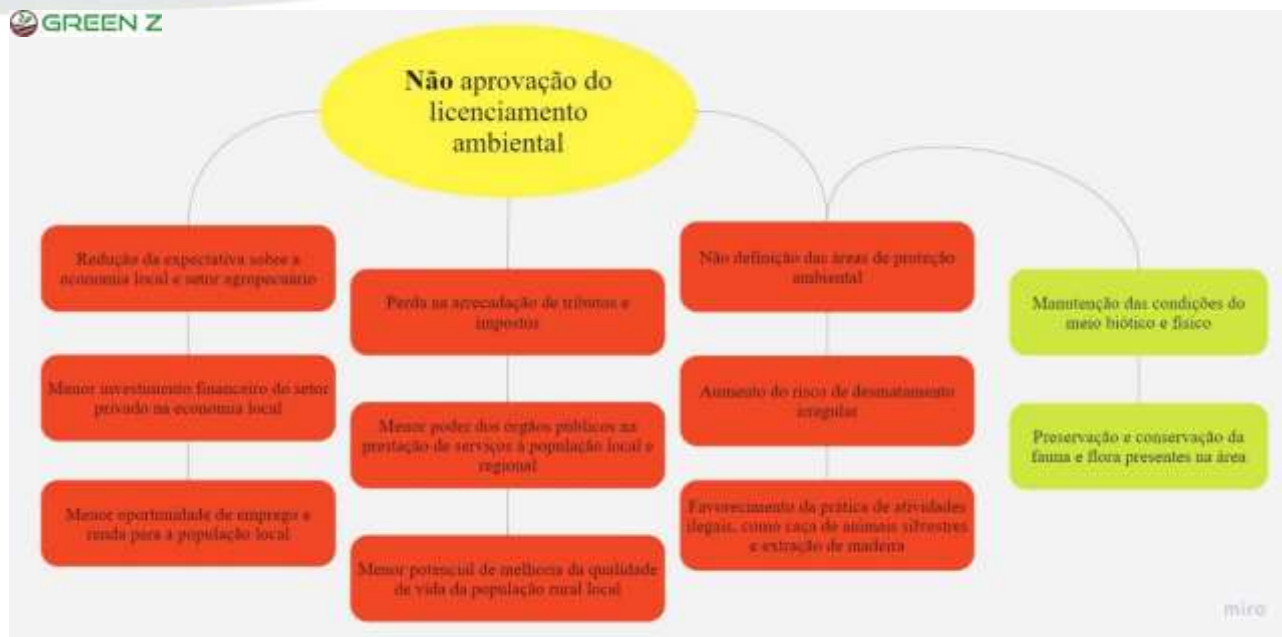 GREEN Z
Não aprovação do
licenciamento
ambiental
Redução da expectativa sobre a
economia local e setor agropecuário
Menor investimento financeiro do setor
privado na economia local
Menor oportunidade de emprego e
renda para a população local
Perda na arrecadação de tributos e
impostos
Menor poder dos órgãos públicos na
prestação de serviços à população local e
regional
Menor potencial de melhoria da qualidade
de vida da população rural local
Não definição das áreas de proteção
ambiental
Aumento do risco de desmatamento
irregular
Favorecimento da prática de atividades
ilegais, como caça de animais silvestres
e extração de madeira
Manutenção das condições do
meio biótico e físico
Preservação e conservação da
fauna e flora presentes na área
miro